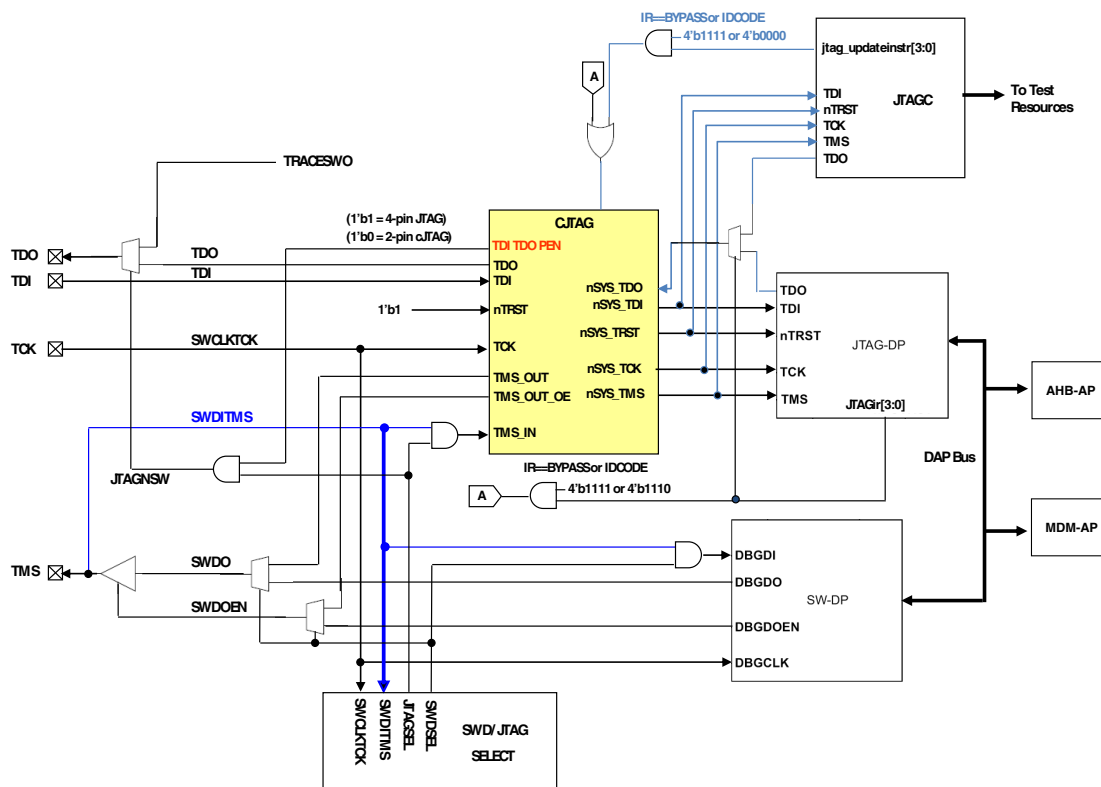 IR==BYPASS or IDCODE
4'b1111 or 4'b0000
jtag_updateinstr[3:0]
A
TDI
JTAGC
To Test
Resources
nTRST
TCK
TMS
TDO
TRACESWO
(1'b1 = 4-pin JTAG)
(1'b0 = 2-pin cJTAG)
CJTAG
TDI TDO PEN
TDO
TDO
TDO
TDI
TDI
TDI
nSYS_TDO
nSYS_TDI
TDO
TDI
1'b1
nTRST
nSYS_TRST
nTRST
JTAG-DP
TCK
SWCLKTCK
TCK
nSYS_TCK
TCK
TMS_OUT
TMS_OUT_OE
nSYS_TMS
TMS
JTAGir[3:0]
AHB-AP
SWDITMS
TMS_IN
JTAGNSW
IR==BYPASS or IDCODE
4'b1111 or 4'b1110
A
DAP Bus
MDM-AP
TMS
SWDO
DBGDI
DBGDO
SW-DP
SWDOEN
DBGDOEN
DBGCLK
SWCLKTCK
SWDITMS
JTAGSEL
SWDSEL
SWD/JTAG
SELECT